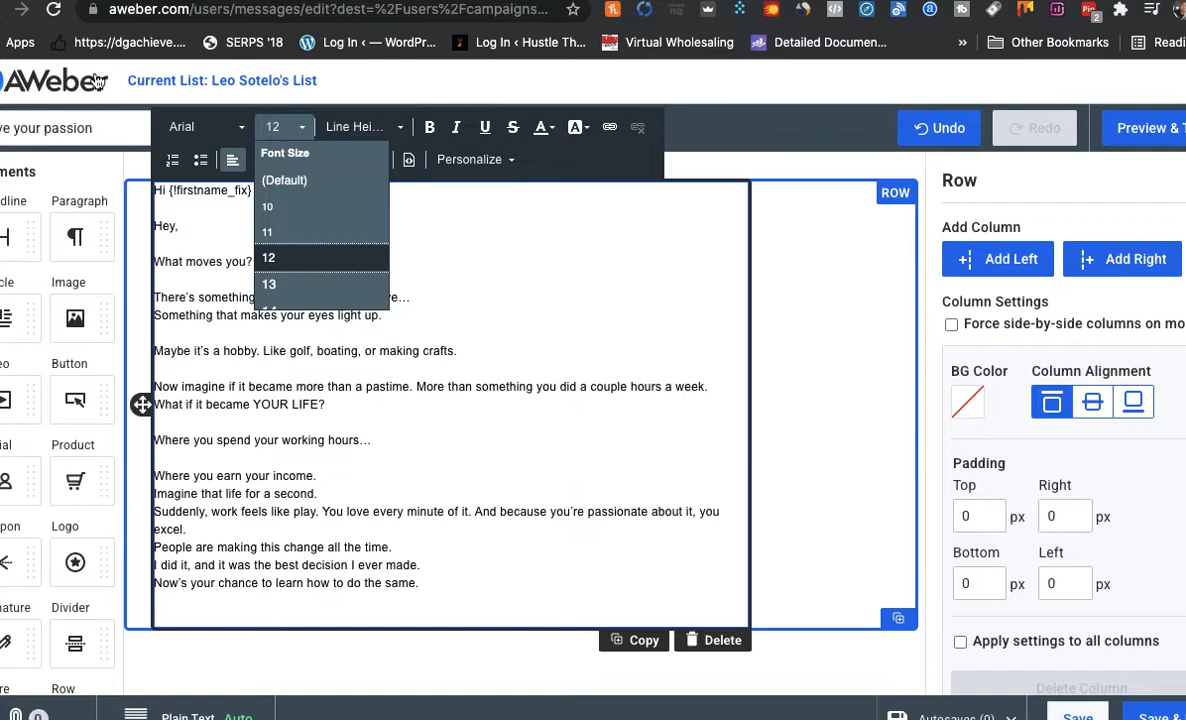 aweber.com/users/messages/edit?dest=%2Fusers%2Fcampaigns...
2
Apps
https://dgachieve....
SERPS '18
Log In ‹ — WordPr...
Log In ‹ Hustle Th...
Virtual Wholesaling
Detailed Documen...
»
Other Bookmarks
Readi
AWeber
Current List: Leo Sotelo's List
ve your passion
Arial
12
Line Hei...
B I U S A A
Undo
Redo
Preview & T
Personalize
Font Size
(Default)
10
11
12
13
ments
dline
Paragraph
Image
Button
Product
Logo
Divider
Row
Hi {!firstname_fix}
Hey,
What moves you?
There's something
e…
Something that makes your eyes light up.
Maybe it's a hobby. Like golf, boating, or making crafts.
Now imagine if it became more than a pastime. More than something you did a couple hours a week.
What if it became YOUR LIFE?
Where you spend your working hours…
Where you earn your income.
Imagine that life for a second.
Suddenly, work feels like play. You love every minute of it. And because you're passionate about it, you
excel.
People are making this change all the time.
I did it, and it was the best decision I ever made.
Now's your chance to learn how to do the same.
ROW
Copy
Delete
Row
Add Column
Add Left
Add Right
Column Settings
Force side-by-side columns on mo
BG Color
Column Alignment
Padding
Top
Right
0 px
0 px
Bottom
Left
0 px
0 px
Apply settings to all columns
Delete Column
Plain Text Auto
Autosaves (0)
Save
Save &